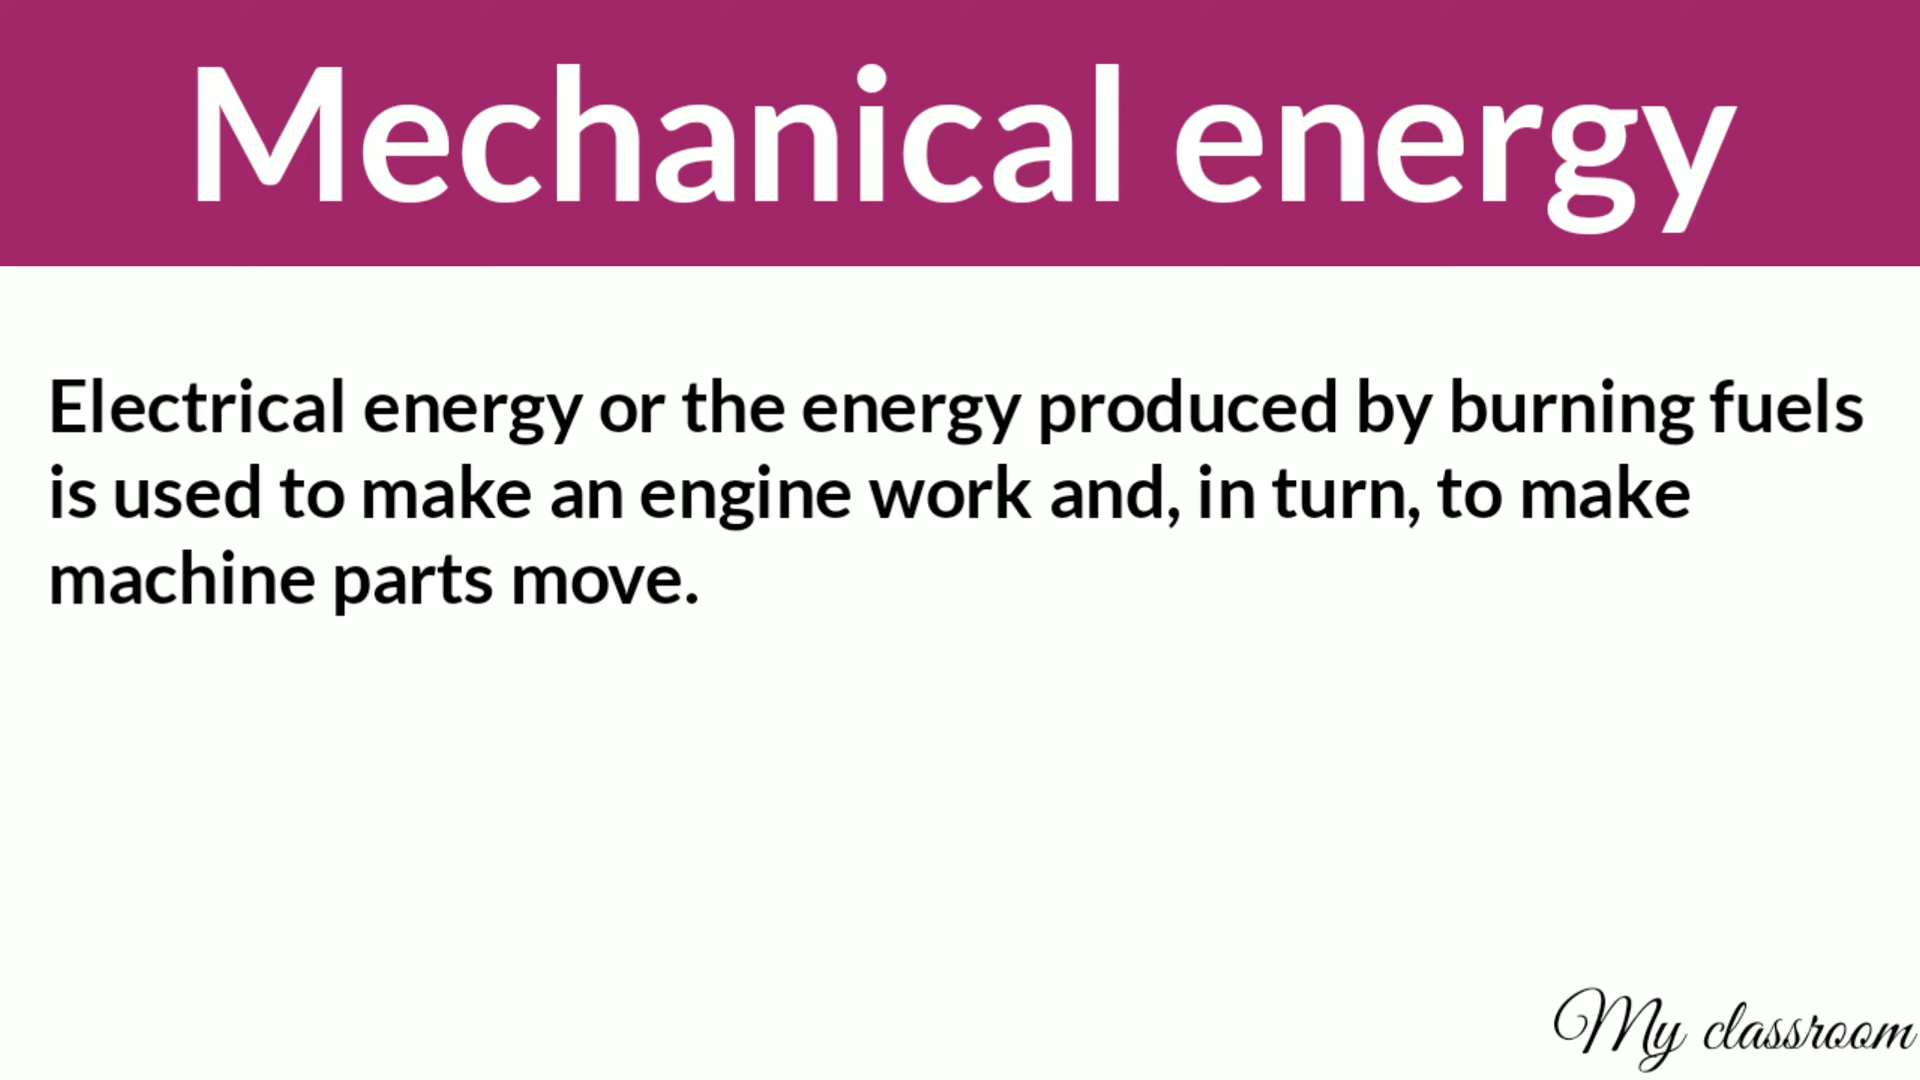 Mechanical energy
Electrical energy or the energy produced by burning fuels
is used to make an engine work and, in turn, to make
machine parts move.
My classroom